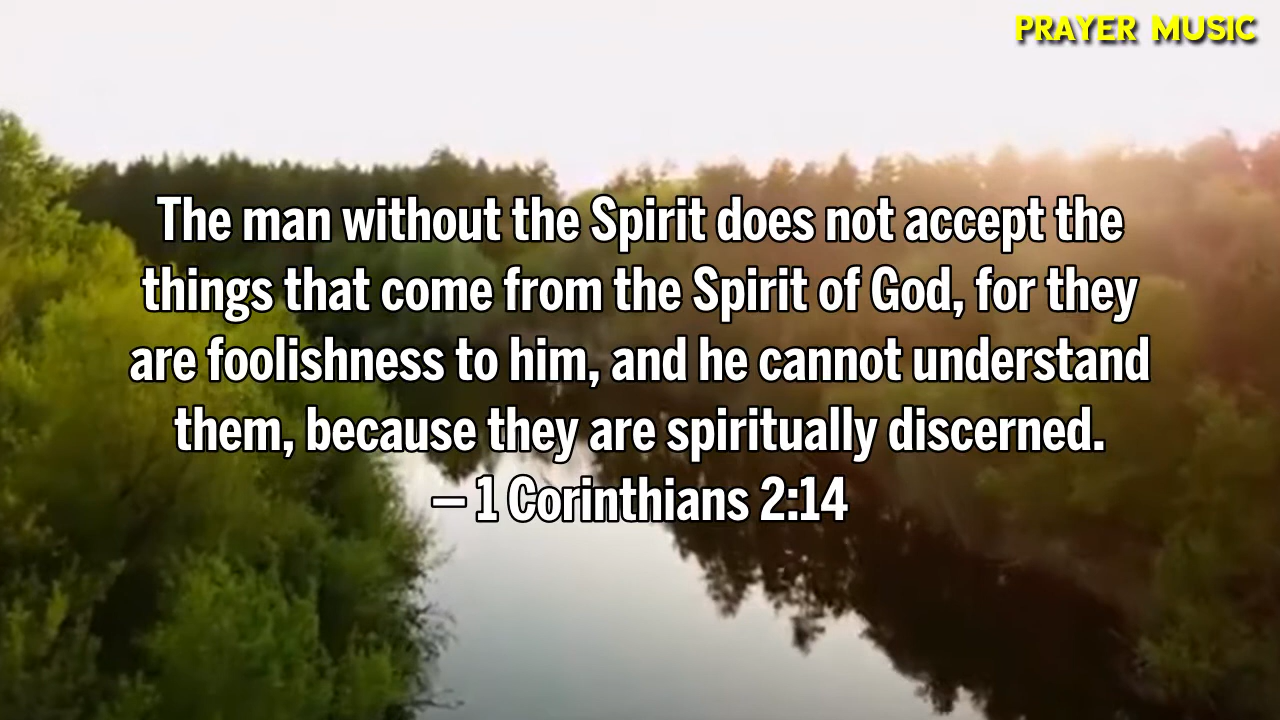 PRAYER MUSIC
The man without the Spirit does not accept the
things that come from the Spirit of God, for they
are foolishness to him, and he cannot understand
them, because they are spiritually discerned.
– 1 Corinthians 2:14